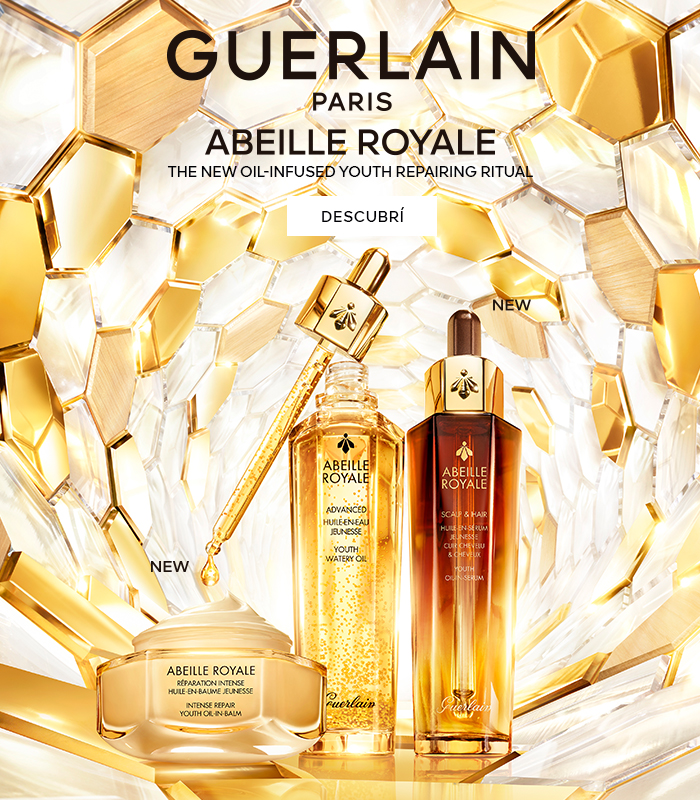 GUERLAIN
PARIS
ABEILLE ROYALE
THE NEW OIL-INFUSED YOUTH REPAIRING RITUAL
DESCUBRÍ
NEW
ABEILLE
ROYALE
ADVANCED
HUILE-EN-EAU
JEUNESSE
YOUTH
WATERY OIL
Guerlain
ABEILLE
ROYALE
SCALP & HAIR
HUILE-EN-SÉRUM
JEUNESSE
CUIR CHEVELU
& CHEVEUX
YOUTH
OIL-IN-SERUM
Guerlain
NEW
ABEILLE ROYALE
RÉPARATION INTENSE
HUILE-EN-BAUME JEUNESSE
INTENSE REPAIR
YOUTH OIL-IN-BALM